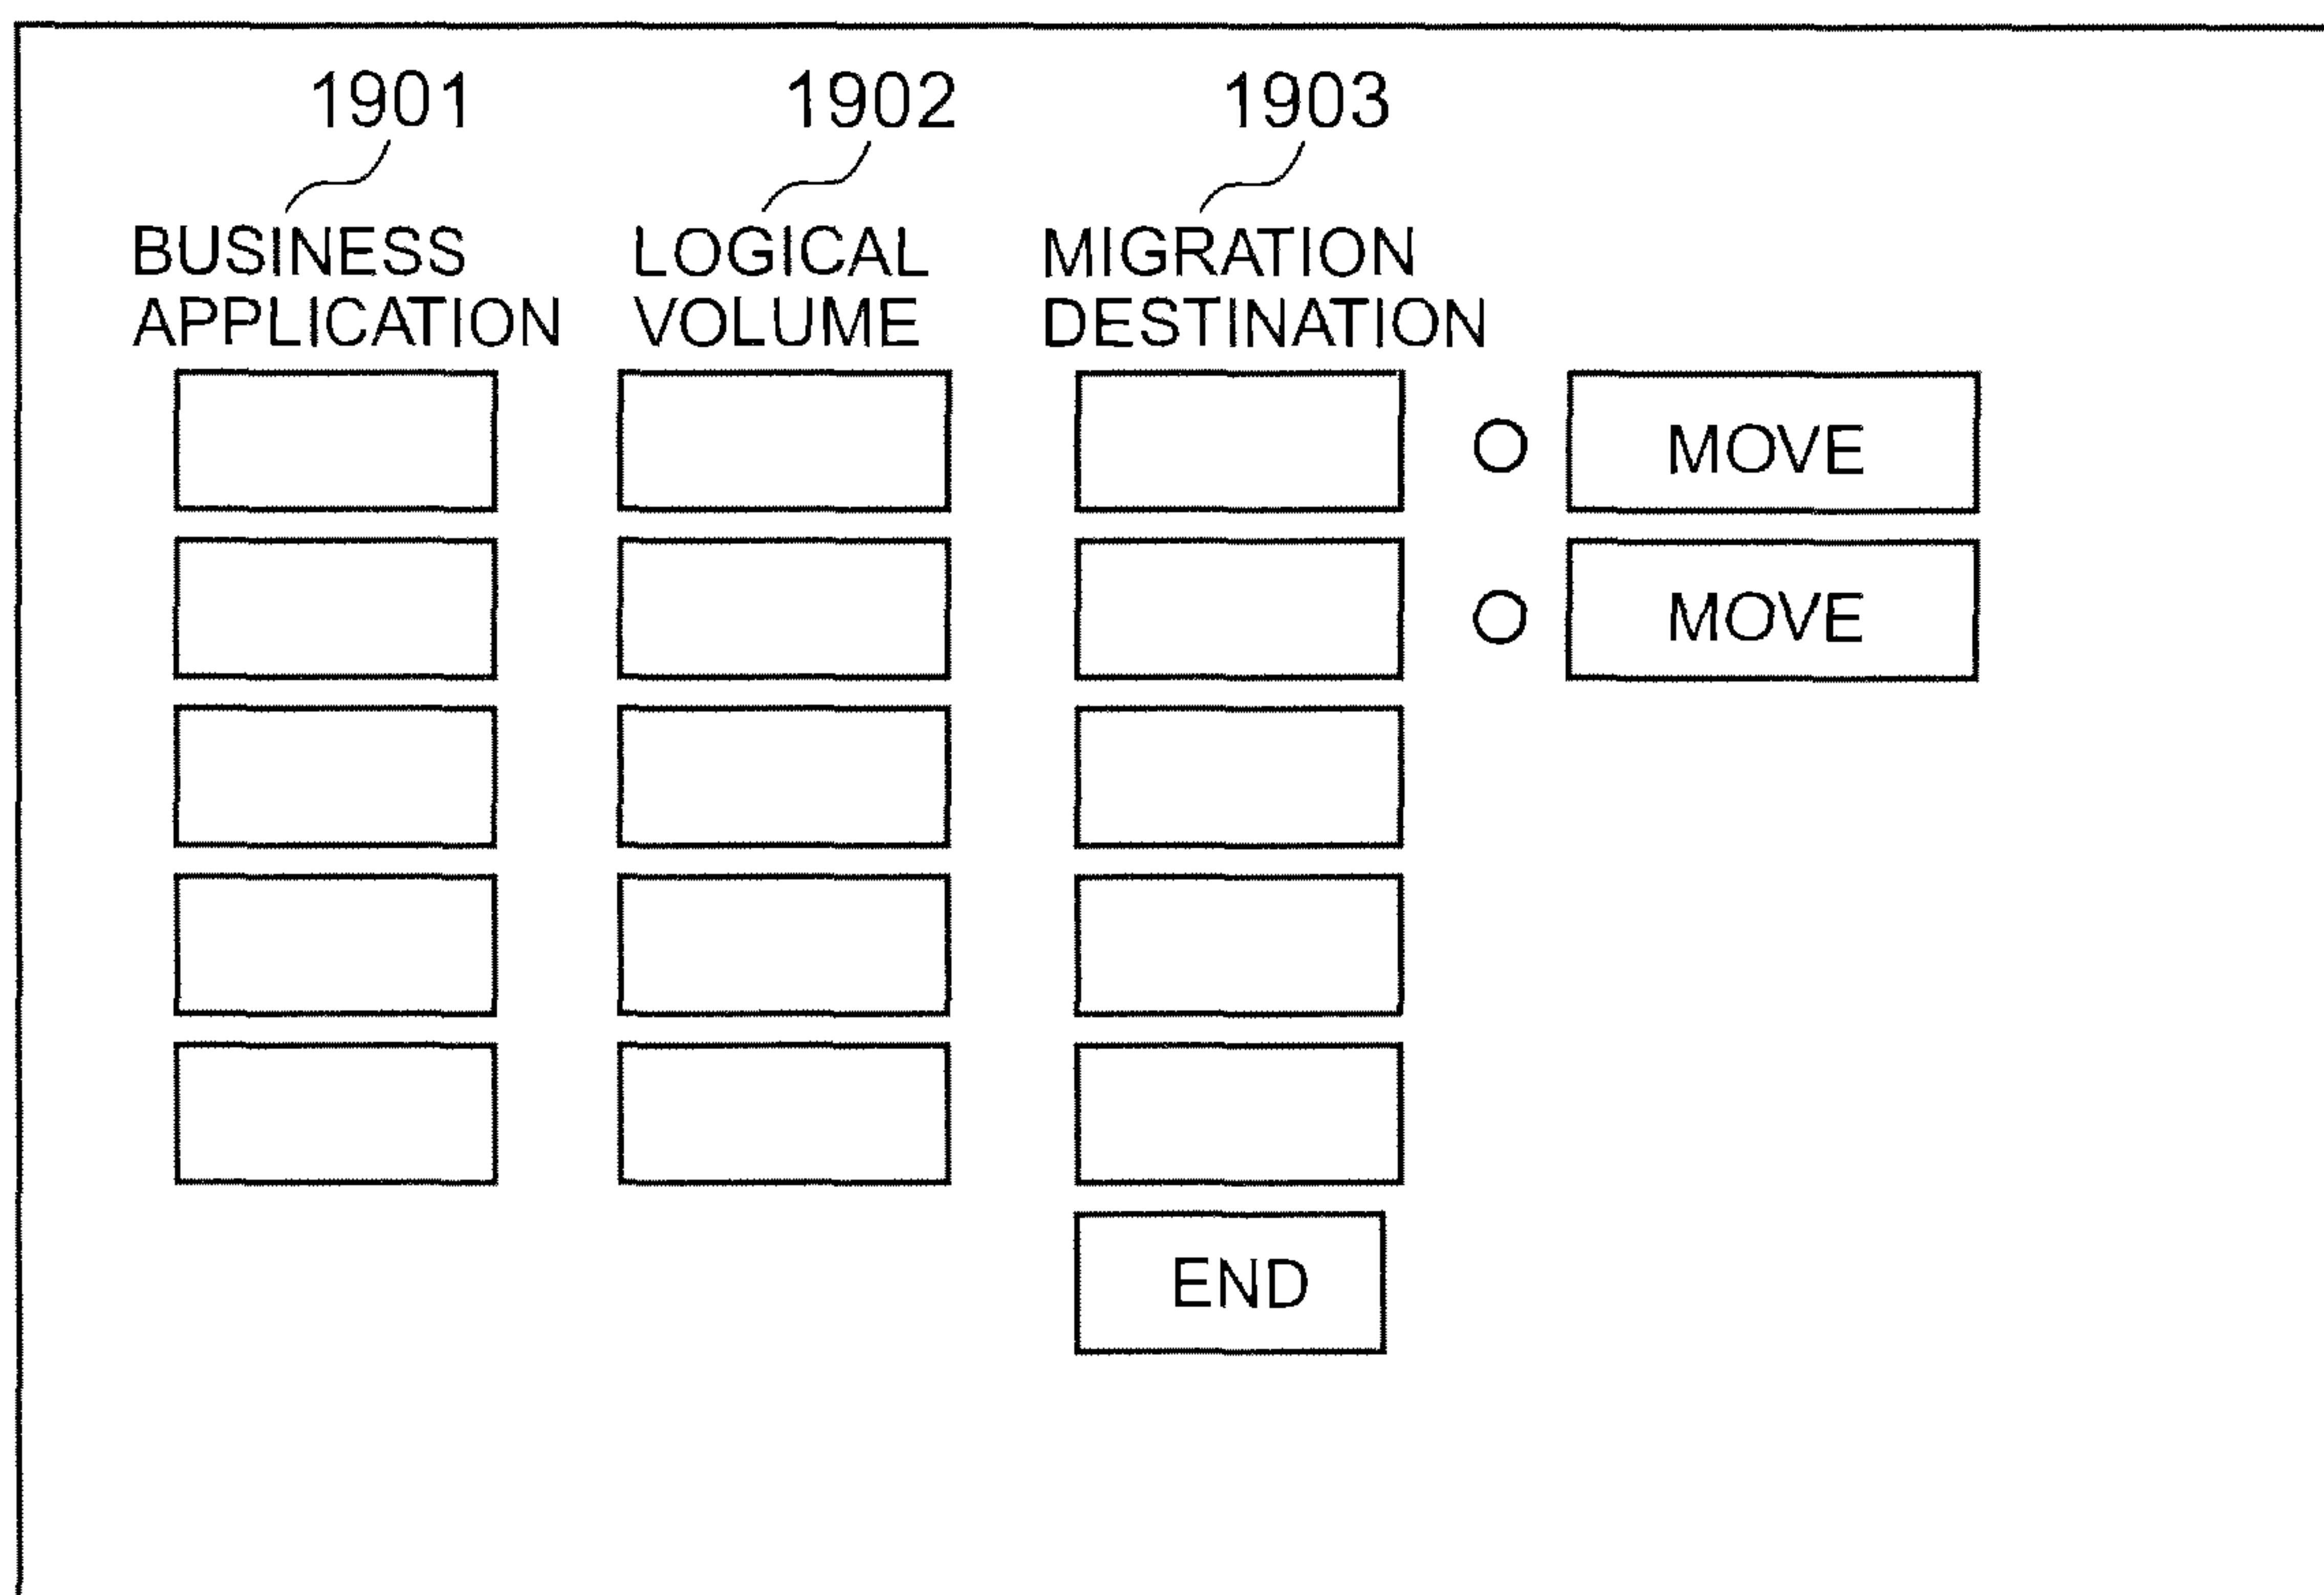 1901 1902 1903
BUSINESS LOGICAL MIGRATION
APPLICATION VOLUME DESTINATION
MOVE
MOVE
END